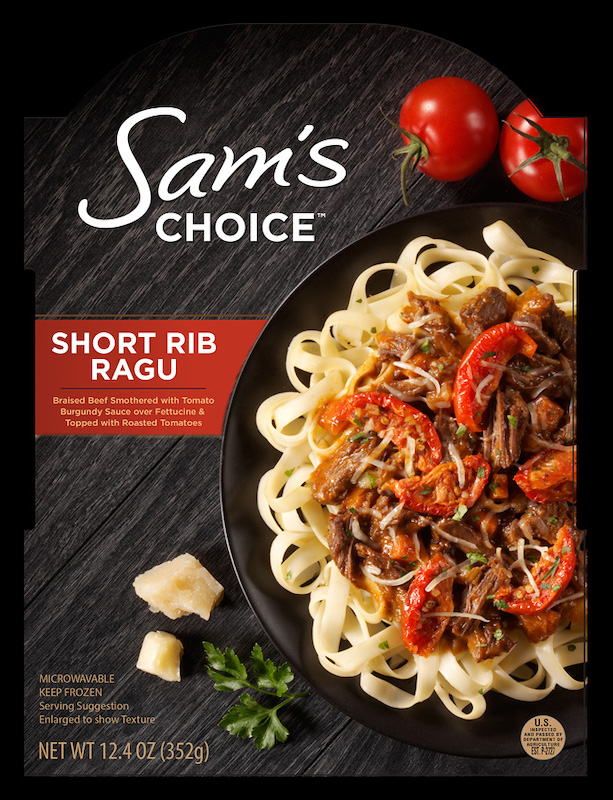 Sam's
CHOICE™
SHORT RIB
RAGU
Braised Beef Smothered with Tomato
Burgundy Sauce over Fettucine &
Topped with Roasted Tomatoes
MICROWAVABLE
KEEP FROZEN
Serving Suggestion
Enlarged to show Texture
NET WT 12.4 OZ (352g)
U.S.
INSPECTED
AND PASSED BY
DEPARTMENT OF
AGRICULTURE
EST. P-2727